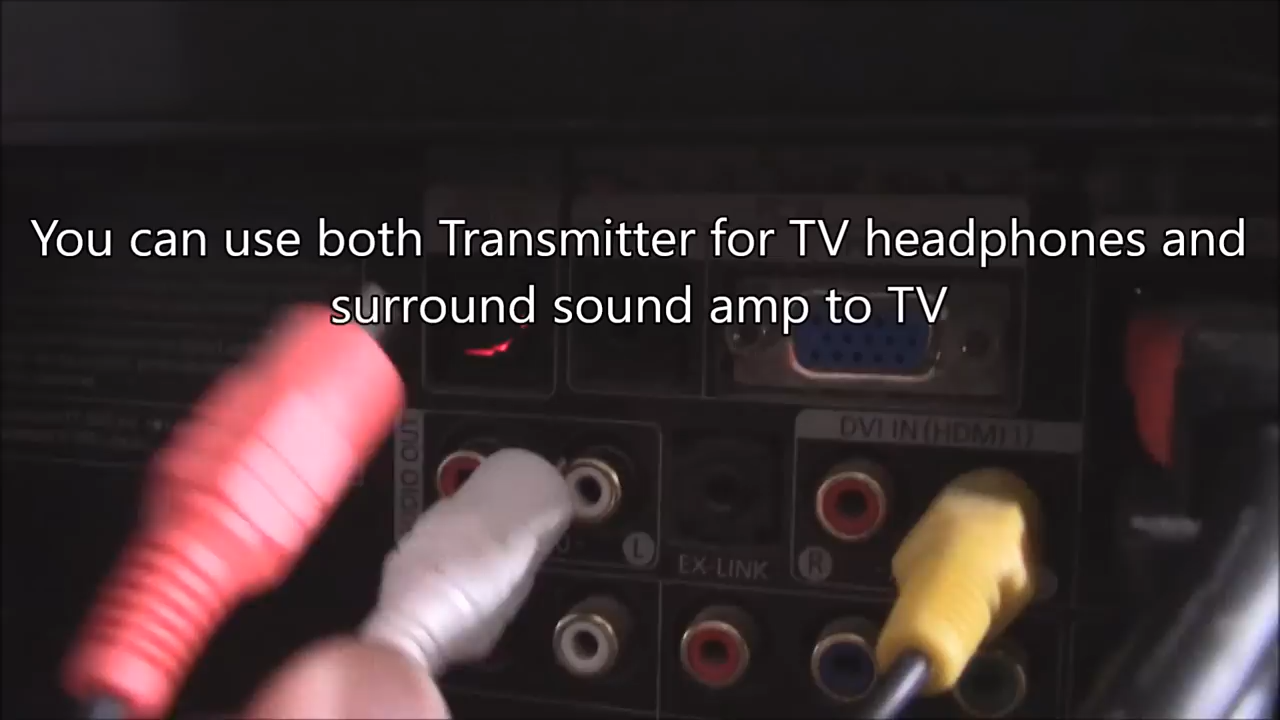 You can use both Transmitter for TV headphones and
surround sound amp to TV
DVI IN (HDMI 1)
L
EX-LINK
R